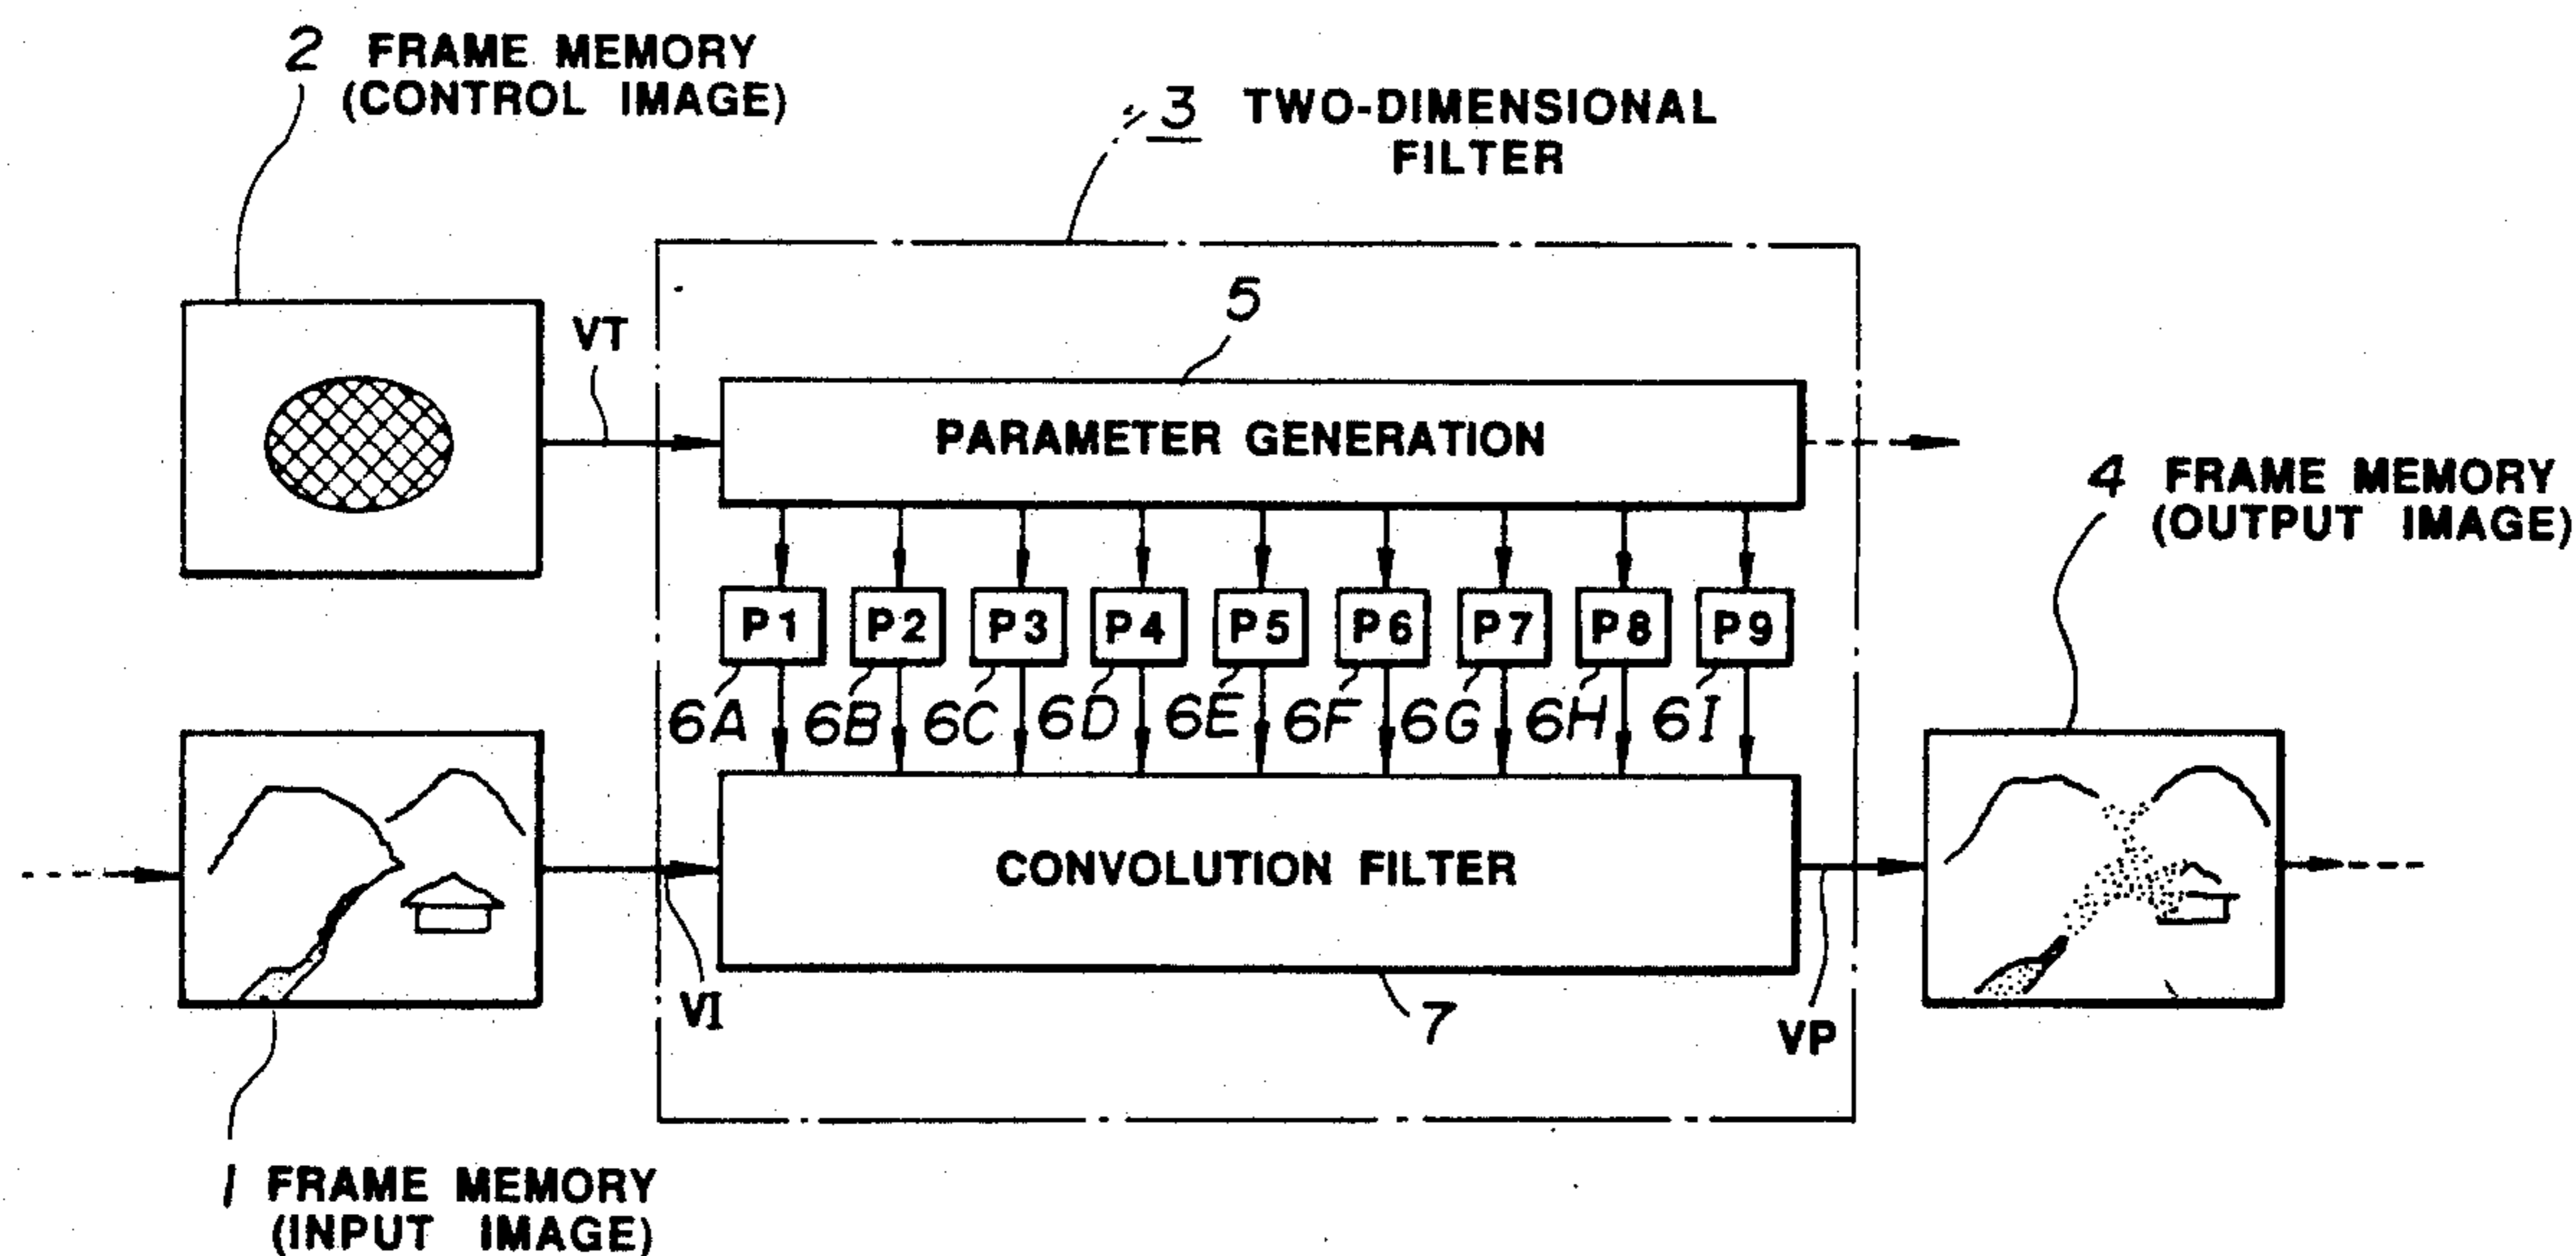 2 FRAME MEMORY
(CONTROL IMAGE)
3 TWO-DIMENSIONAL
FILTER
VT
5
PARAMETER GENERATION
4 FRAME MEMORY
(OUTPUT IMAGE)
P1 P2 P3 P4 P5 P6 P7 P8 P9
6A 6B 6C 6D 6E 6F 6G 6H 6I
CONVOLUTION FILTER
VI
7
VP
1 FRAME MEMORY
(INPUT IMAGE)